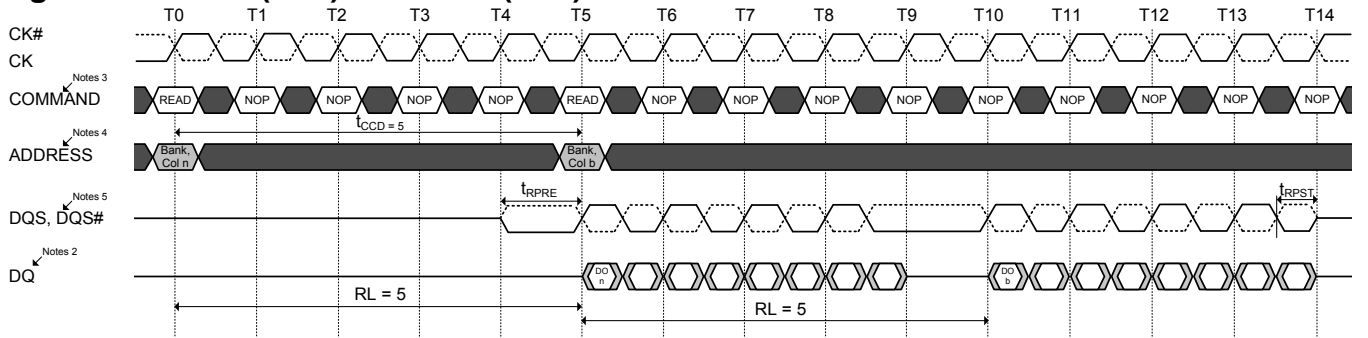 T0 T1 T2 T3 T4 T5 T6 T7 T8 T9 T10 T11 T12 T13 T14
CK#
CK
Notes 3
COMMAND READ NOP NOP NOP NOP READ NOP NOP NOP NOP NOP NOP NOP NOP NOP
tCCD = 5
Notes 4
ADDRESS
Bank, Col n
Bank, Col b
Notes 5
tRPRE
tRPST
DQS, DQS#
Notes 2
DQ
DO n
DO b
RL = 5
RL = 5